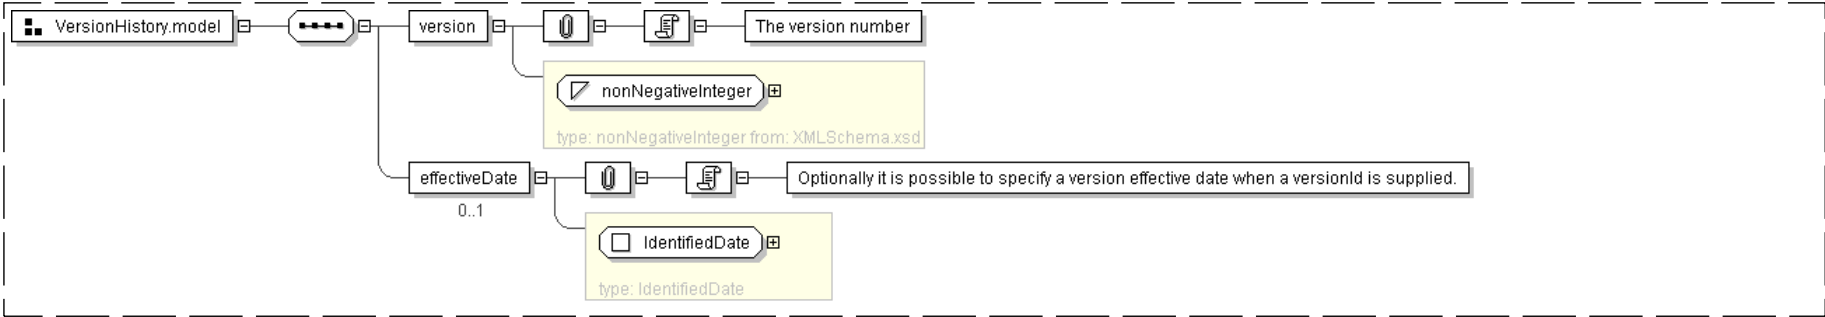 VersionHistory.model
version
The version number
nonNegativeInteger
type: nonNegativeInteger from: XMLSchema.xsd
effectiveDate
Optionally it is possible to specify a version effective date when a versionId is supplied.
0..1
IdentifiedDate
type: IdentifiedDate